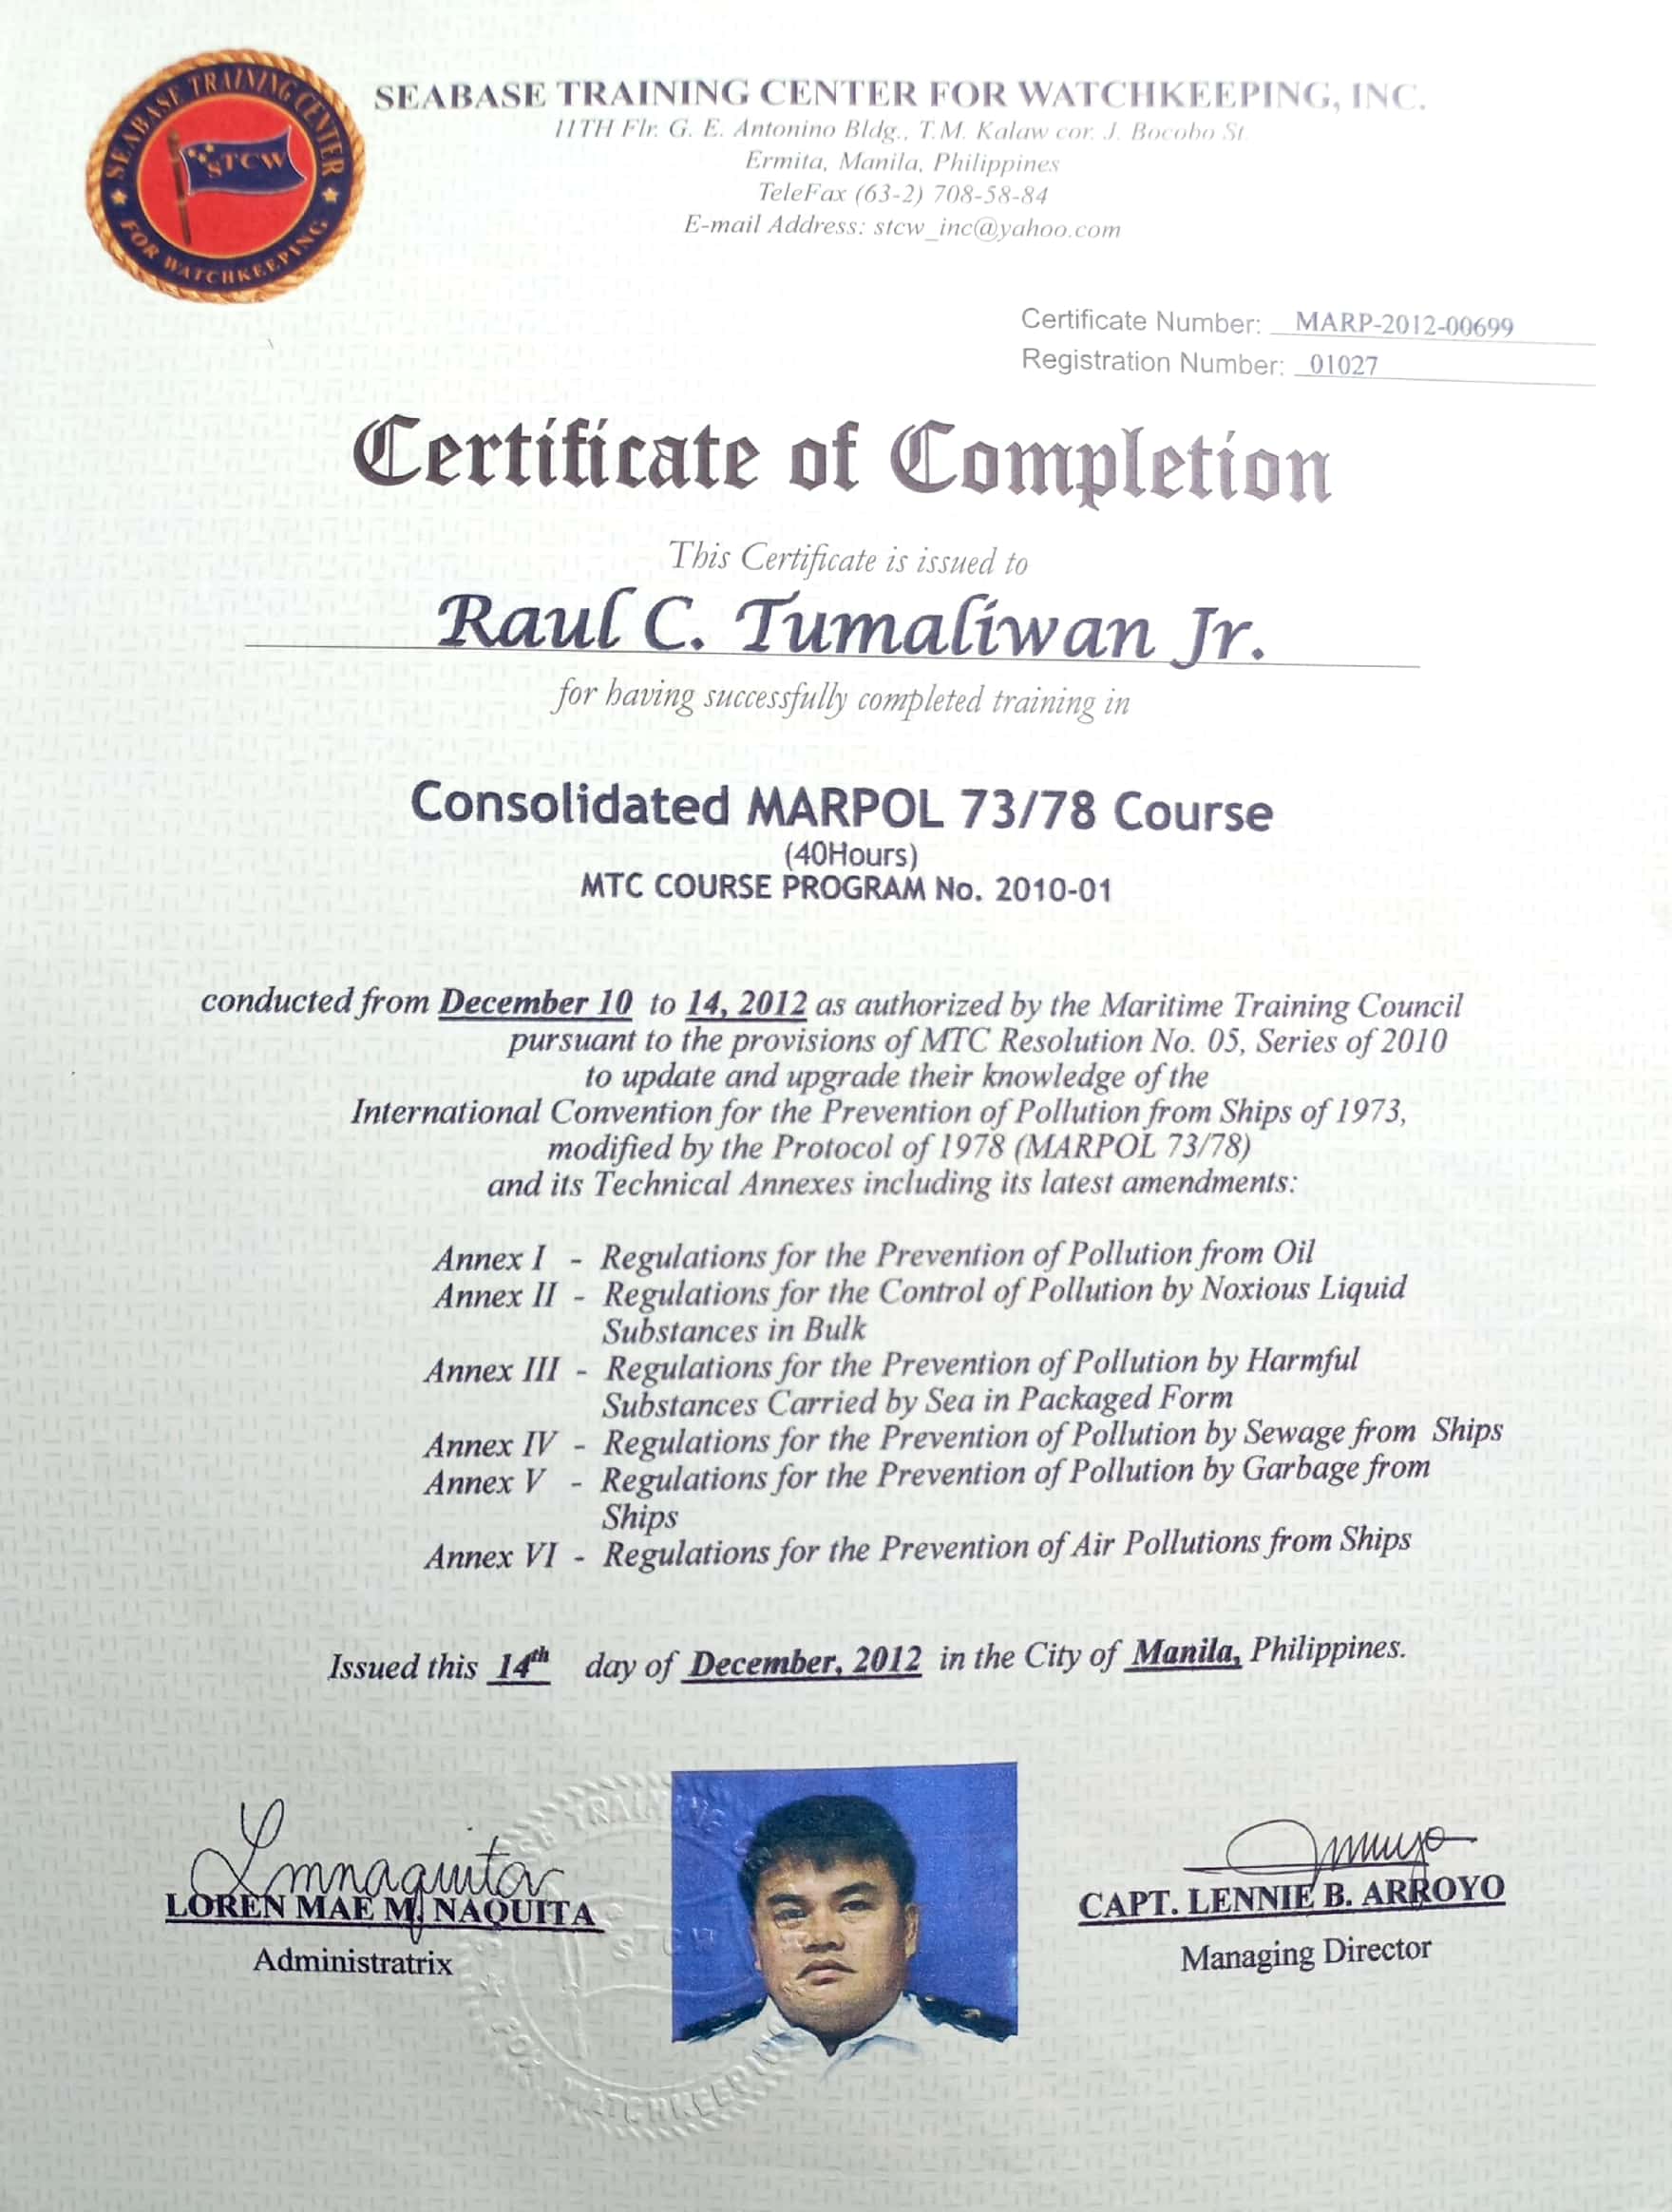 SEABASE TRAINING CENTER
STCW
FOR WATCHKEEPING
SEABASE TRAINING CENTER FOR WATCHKEEPING, INC.
11TH Flr. G. E. Antonino Bldg., T.M. Kalaw cor. J. Bocobo St.
Ermita, Manila, Philippines
TeleFax (63-2) 708-58-84
E-mail Address: stcw_inc@yahoo.com
Certificate Number: MARP-2012-00699
Registration Number: 01027
Certificate of Completion
This Certificate is issued to
Raul C. Tumaliwan Jr.
for having successfully completed training in
Consolidated MARPOL 73/78 Course
(40Hours)
MTC COURSE PROGRAM No. 2010-01
conducted from December 10 to 14, 2012 as authorized by the Maritime Training Council
pursuant to the provisions of MTC Resolution No. 05, Series of 2010
to update and upgrade their knowledge of the
International Convention for the Prevention of Pollution from Ships of 1973,
modified by the Protocol of 1978 (MARPOL 73/78)
and its Technical Annexes including its latest amendments:
Annex I - Regulations for the Prevention of Pollution from Oil
Annex II - Regulations for the Control of Pollution by Noxious Liquid
Substances in Bulk
Annex III - Regulations for the Prevention of Pollution by Harmful
Substances Carried by Sea in Packaged Form
Annex IV - Regulations for the Prevention of Pollution by Sewage from Ships
Annex V - Regulations for the Prevention of Pollution by Garbage from
Ships
Annex VI - Regulations for the Prevention of Air Pollutions from Ships
Issued this 14th day of December, 2012 in the City of Manila, Philippines.
Lmnaquita
LOREN MAE M. NAQUITA
Administratrix
CAPT. LENNIE B. ARROYO
Managing Director